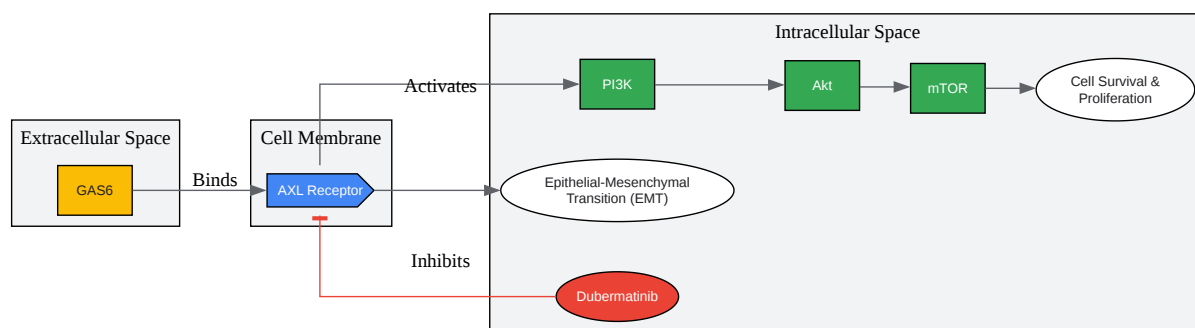 Intracellular Space
Activates
PI3K
Akt
mTOR
Cell Survival &
Proliferation
Extracellular Space
Cell Membrane
GAS6
Binds
AXL Receptor
Epithelial-Mesenchymal
Transition (EMT)
Inhibits
Dubermatinib